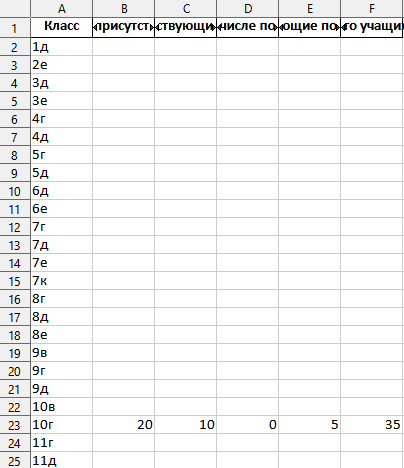 A B C D E F
1 Класс присутст ствующи числе по ощие по го учащи
2 1д
3 2е
4 3д
5 3е
6 4г
7 4д
8 5г
9 5д
10 6д
11 6е
12 7г
13 7д
14 7е
15 7к
16 8г
17 8д
18 8е
19 9в
20 9г
21 9д
22 10в
23 10г 20 10 0 5 35
24 11г
25 11д